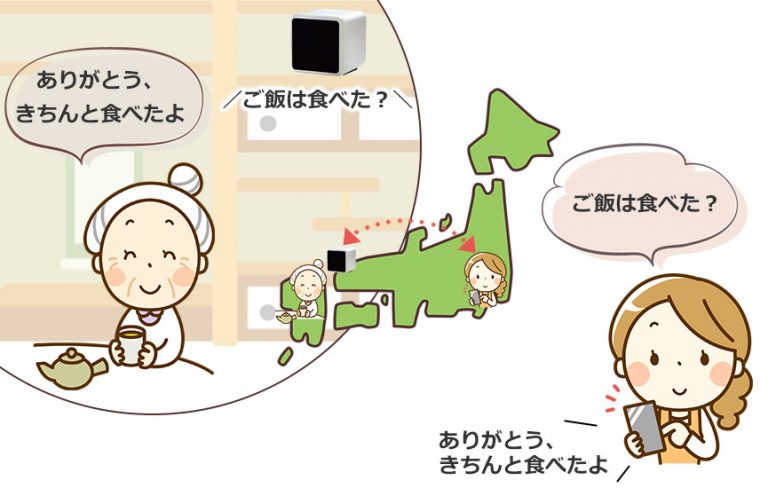 ありがとう、
きちんと食べたよ
／ご飯は食べた？＼
ご飯は食べた？
ありがとう、
きちんと食べたよ